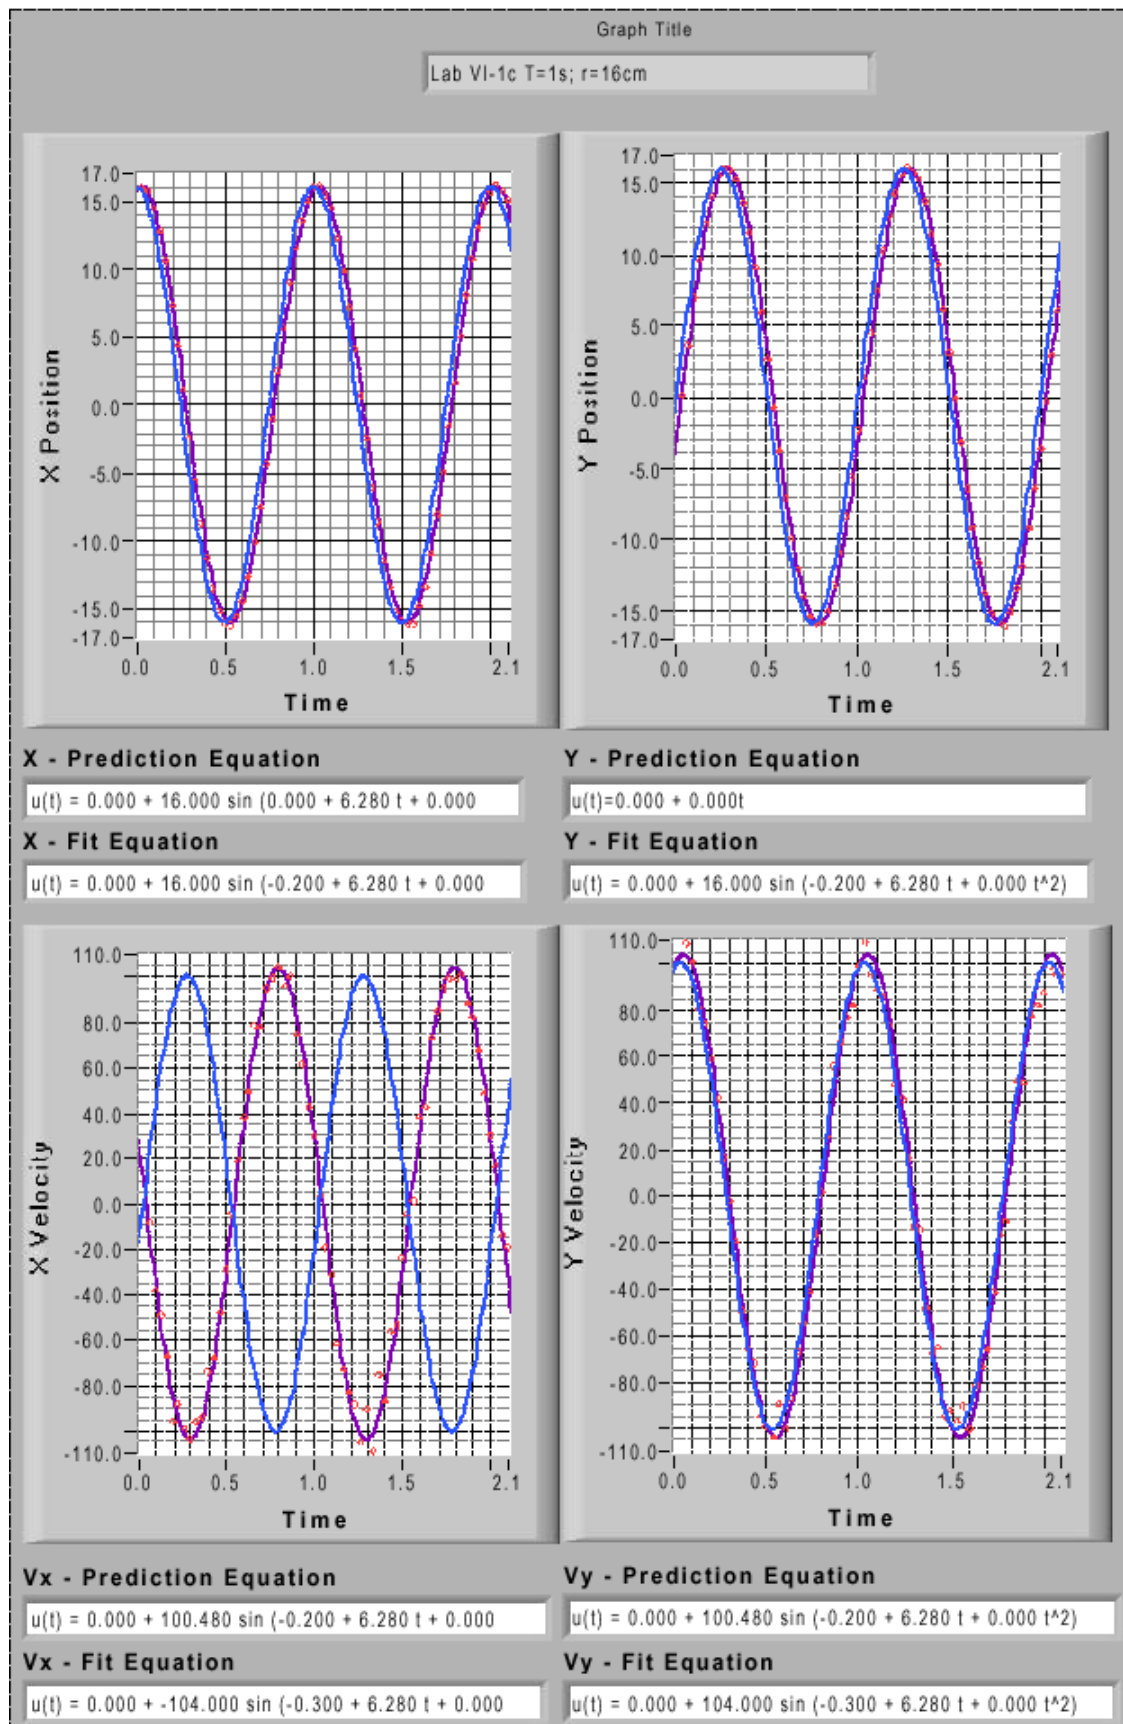 Graph Title
Lab VI-1c T=1s; r=16cm
17.0
15.0
10.0
5.0
0.0
-5.0
-10.0
-15.0
-17.0
X Position
0.0 0.5 1.0 1.5 2.1
Time
17.0
15.0
10.0
5.0
0.0
-5.0
-10.0
-15.0
-17.0
Y Position
0.0 0.5 1.0 1.5 2.1
Time
X - Prediction Equation
u(t) = 0.000 + 16.000 sin (0.000 + 6.280 t + 0.000
Y - Prediction Equation
u(t)=0.000 + 0.000t
X - Fit Equation
u(t) = 0.000 + 16.000 sin (-0.200 + 6.280 t + 0.000
Y - Fit Equation
u(t) = 0.000 + 16.000 sin (-0.200 + 6.280 t + 0.000 t^2)
110.0
80.0
60.0
40.0
20.0
0.0
-20.0
-40.0
-60.0
-80.0
-110.0
X Velocity
0.0 0.5 1.0 1.5 2.1
Time
110.0
80.0
60.0
40.0
20.0
0.0
-20.0
-40.0
-60.0
-80.0
-110.0
Y Velocity
0.0 0.5 1.0 1.5 2.1
Time
Vx - Prediction Equation
u(t) = 0.000 + 100.480 sin (-0.200 + 6.280 t + 0.000
Vy - Prediction Equation
u(t) = 0.000 + 100.480 sin (-0.200 + 6.280 t + 0.000 t^2)
Vx - Fit Equation
u(t) = 0.000 + -104.000 sin (-0.300 + 6.280 t + 0.000
Vy - Fit Equation
u(t) = 0.000 + 104.000 sin (-0.300 + 6.280 t + 0.000 t^2)